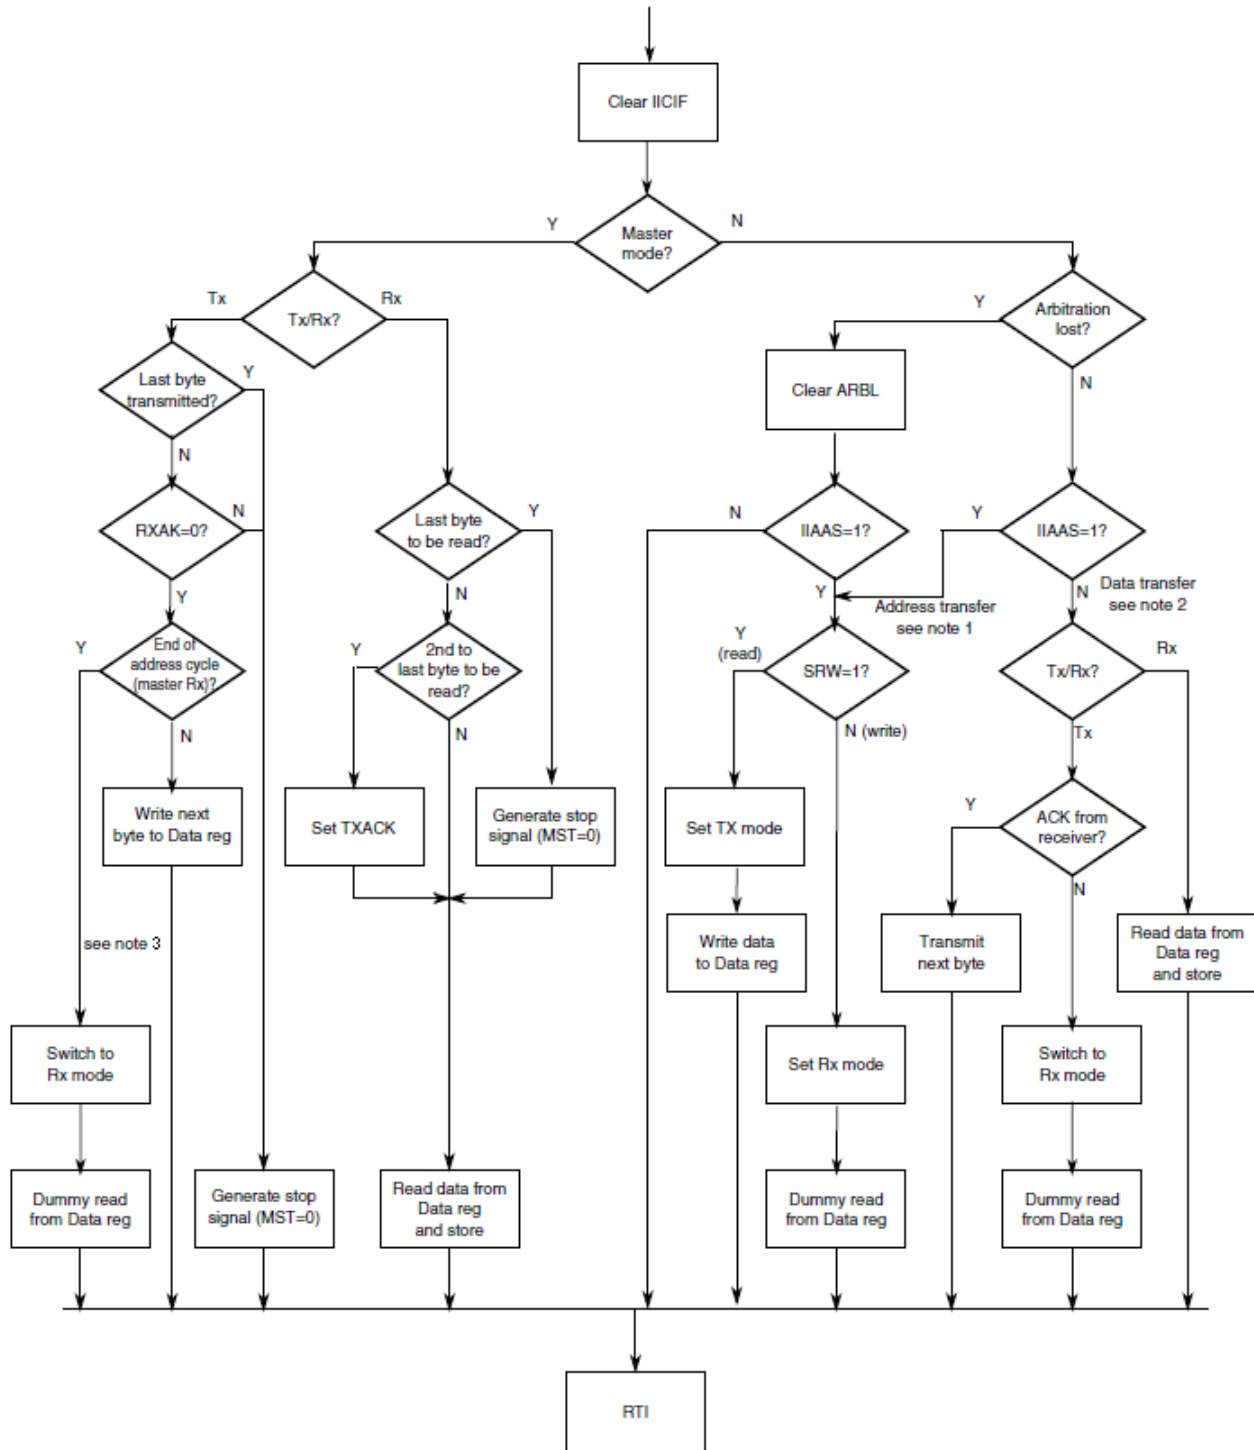 Clear IICIF
Y
Master
mode?
N
Tx
Tx/Rx?
Rx
Y
Arbitration
lost?
Last byte
transmitted?
Y
Clear ARBL
N
N
RXAK=0?
N
Last byte
to be read?
Y
N
IIAAS=1?
Y
IIAAS=1?
Y
N
Y
Address transfer
see note 1
N
Data transfer
see note 2
Y
End of
address cycle
(master Rx)?
Y
2nd to
last byte to be
read?
Y
(read)
SRW=1?
Tx/Rx?
Rx
N
N
N (write)
Tx
Write next
byte to Data reg
Set TXACK
Generate stop
signal (MST=0)
Set TX mode
Y
ACK from
receiver?
N
see note 3
Write data
to Data reg
Transmit
next byte
Read data from
Data reg
and store
Switch to
Rx mode
Set Rx mode
Switch to
Rx mode
Dummy read
from Data reg
Generate stop
signal (MST=0)
Read data from
Data reg
and store
Dummy read
from Data reg
Dummy read
from Data reg
RTI